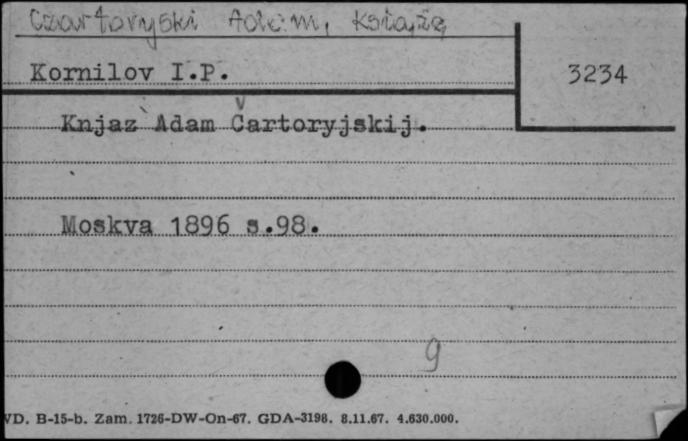 Czartoryski Adam, Książę
Kornilov I.P.
3234
Knjaz` Adam Čartoryjskij.
Moskva 1896 s.98.
9
VD. B-15-b. Zam. 1726-DW-On-67. GDA-3198. 8.11.67. 4.630.000.